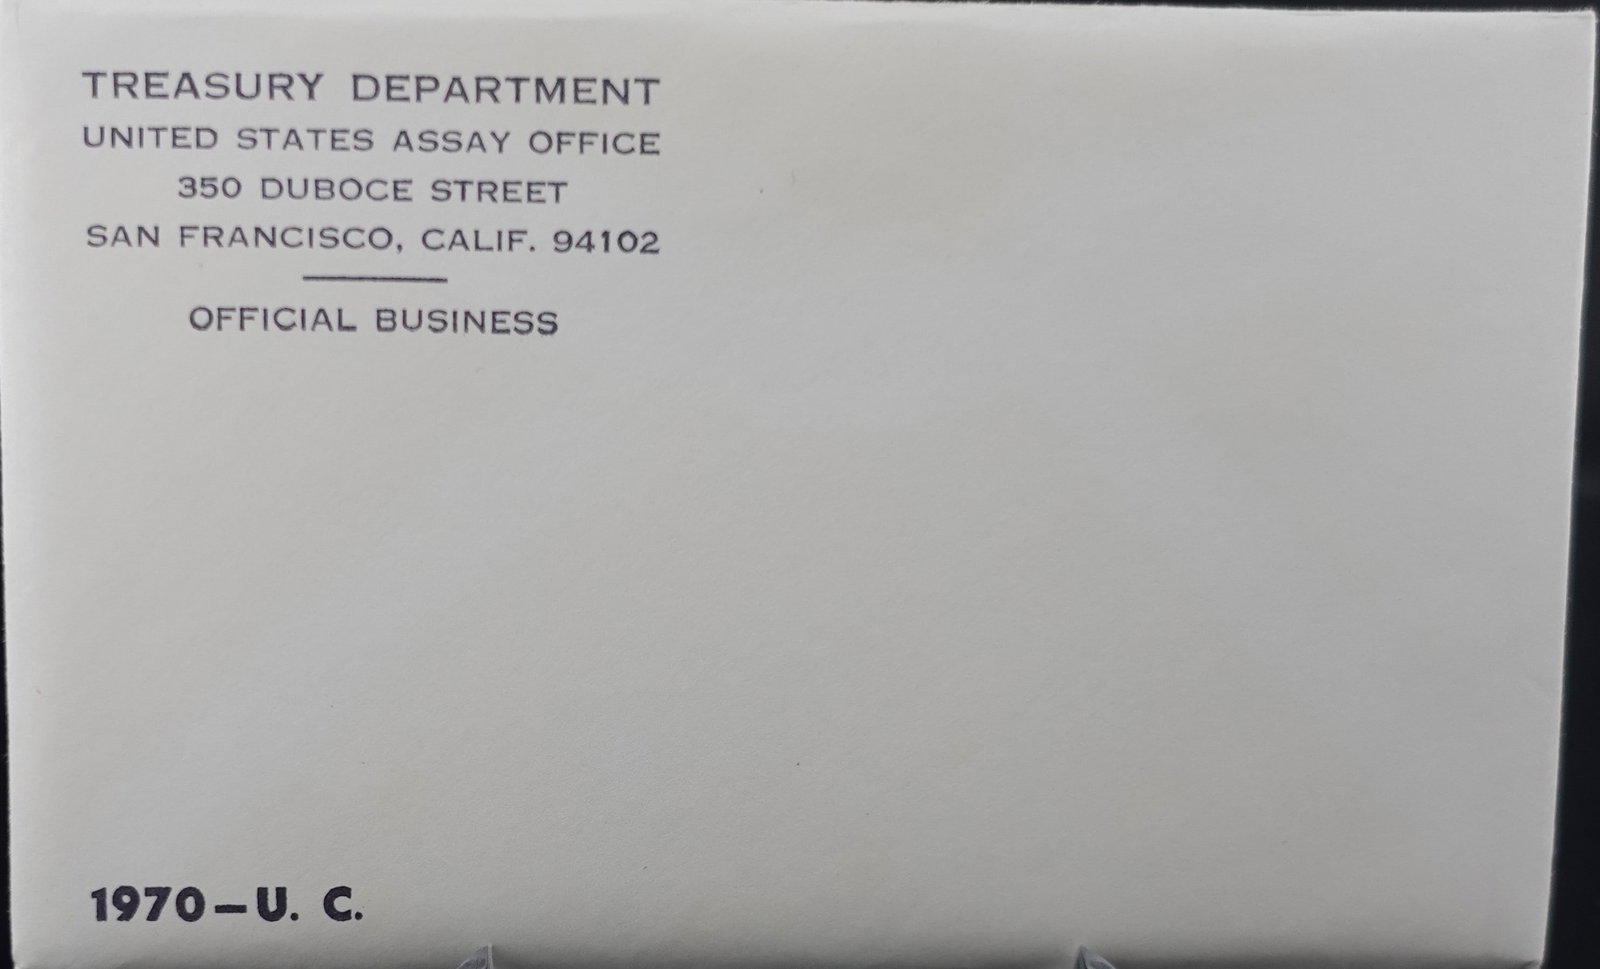 TREASURY DEPARTMENT
UNITED STATES ASSAY OFFICE
350 DUBOCE STREET
SAN FRANCISCO, CALIF. 94102
OFFICIAL BUSINESS
1970–U. C.